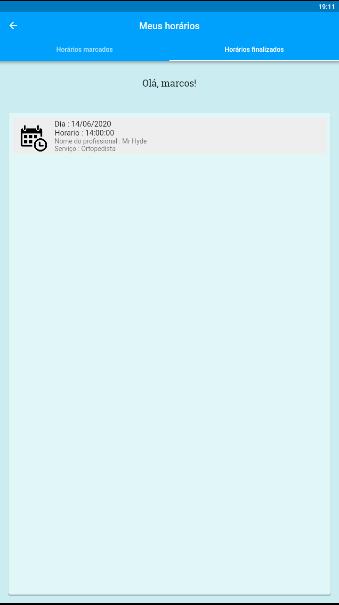 19:11
Meus horários
Horários marcados
Horários finalizados
Olá, marcos!
Dia : 14/06/2020
Horario : 14:00:00
Nome do profissional : Mr Hyde
Serviço : Ortopedista